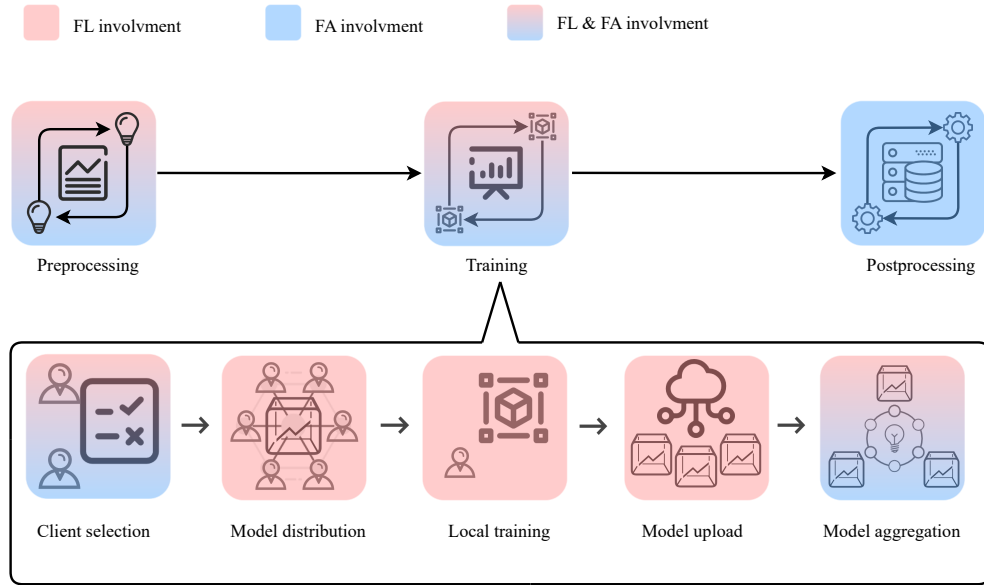 FL involvment
FA involvment
FL & FA involvment
Preprocessing
Training
Postprocessing
Client selection
Model distribution
Local training
Model upload
Model aggregation